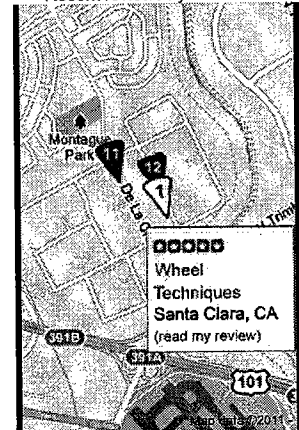 Montague
Park
11
12
1
De La C
Trimb
Wheel
Techniques
Santa Clara, CA
(read my review)
391B
391A
101
Map data ©2011 -